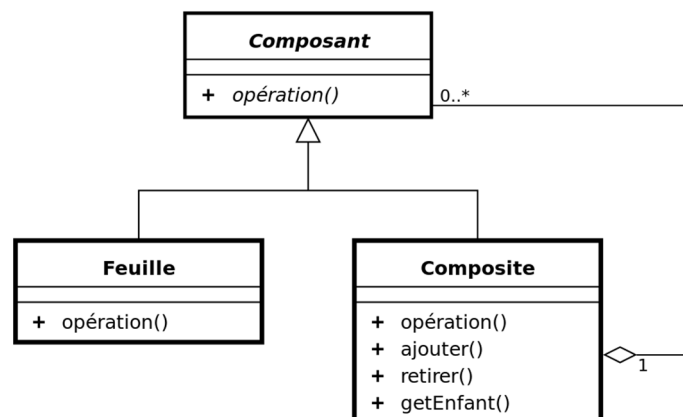 Composant
+ opération()
0..*
Feuille
+ opération()
Composite
+ opération()
+ ajouter()
+ retirer()
+ getEnfant()
1